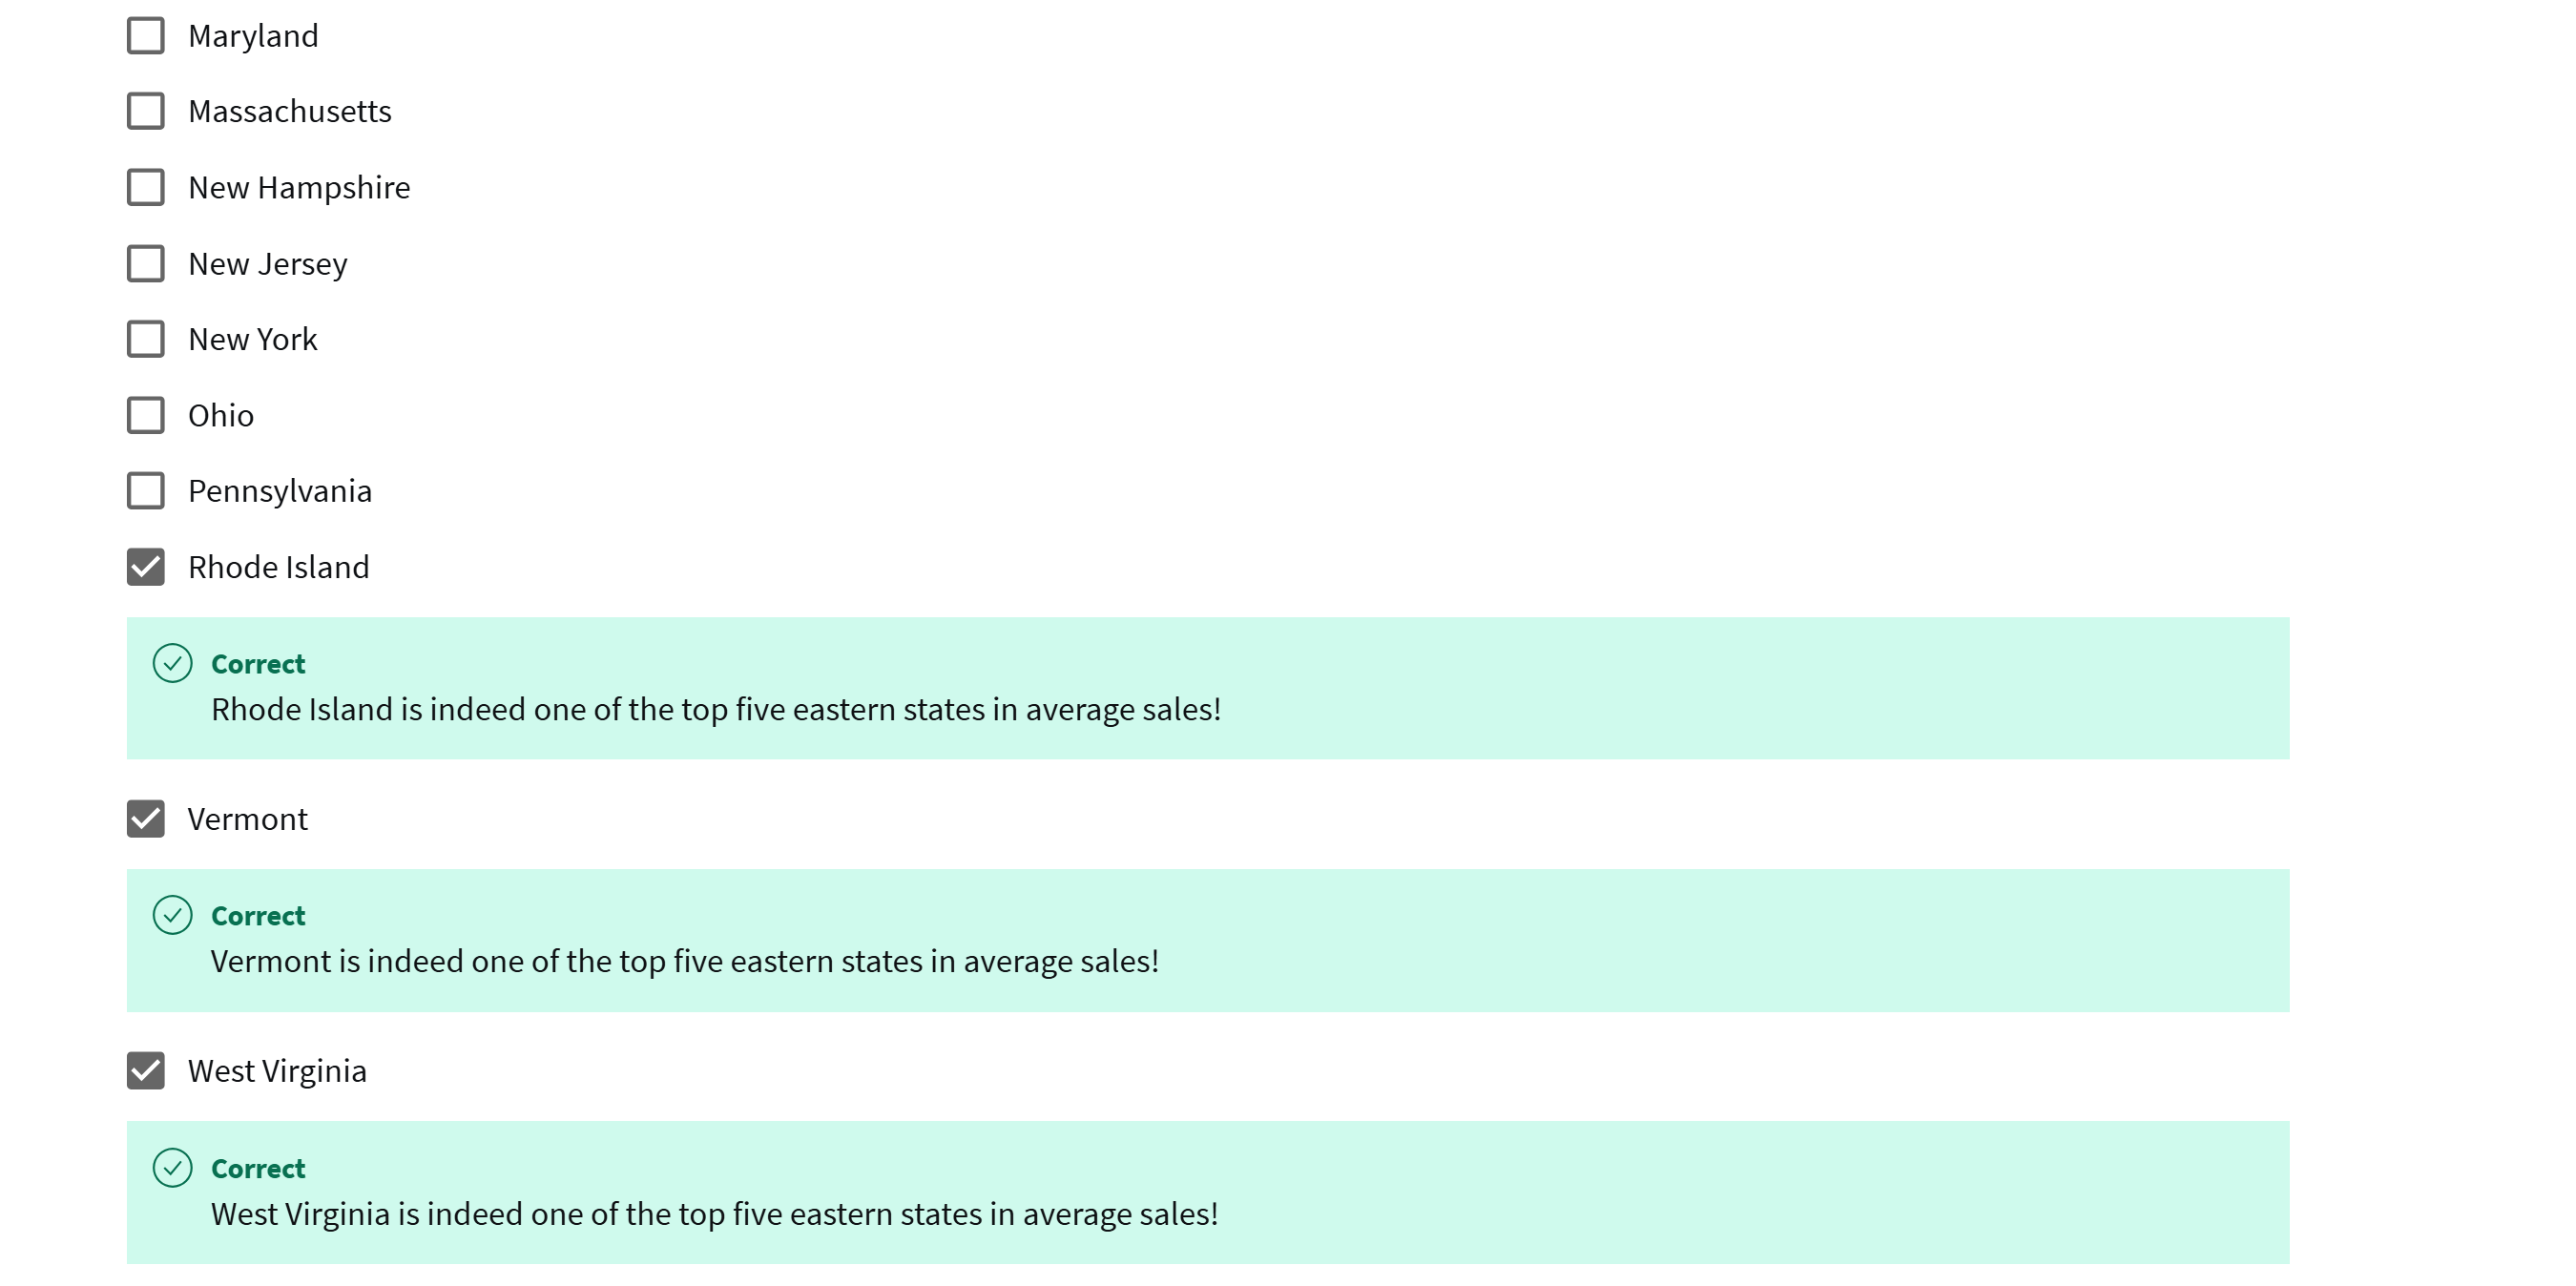 Maryland
Massachusetts
New Hampshire
New Jersey
New York
Ohio
Pennsylvania
Rhode Island
Correct
Rhode Island is indeed one of the top five eastern states in average sales!
Vermont
Correct
Vermont is indeed one of the top five eastern states in average sales!
West Virginia
Correct
West Virginia is indeed one of the top five eastern states in average sales!